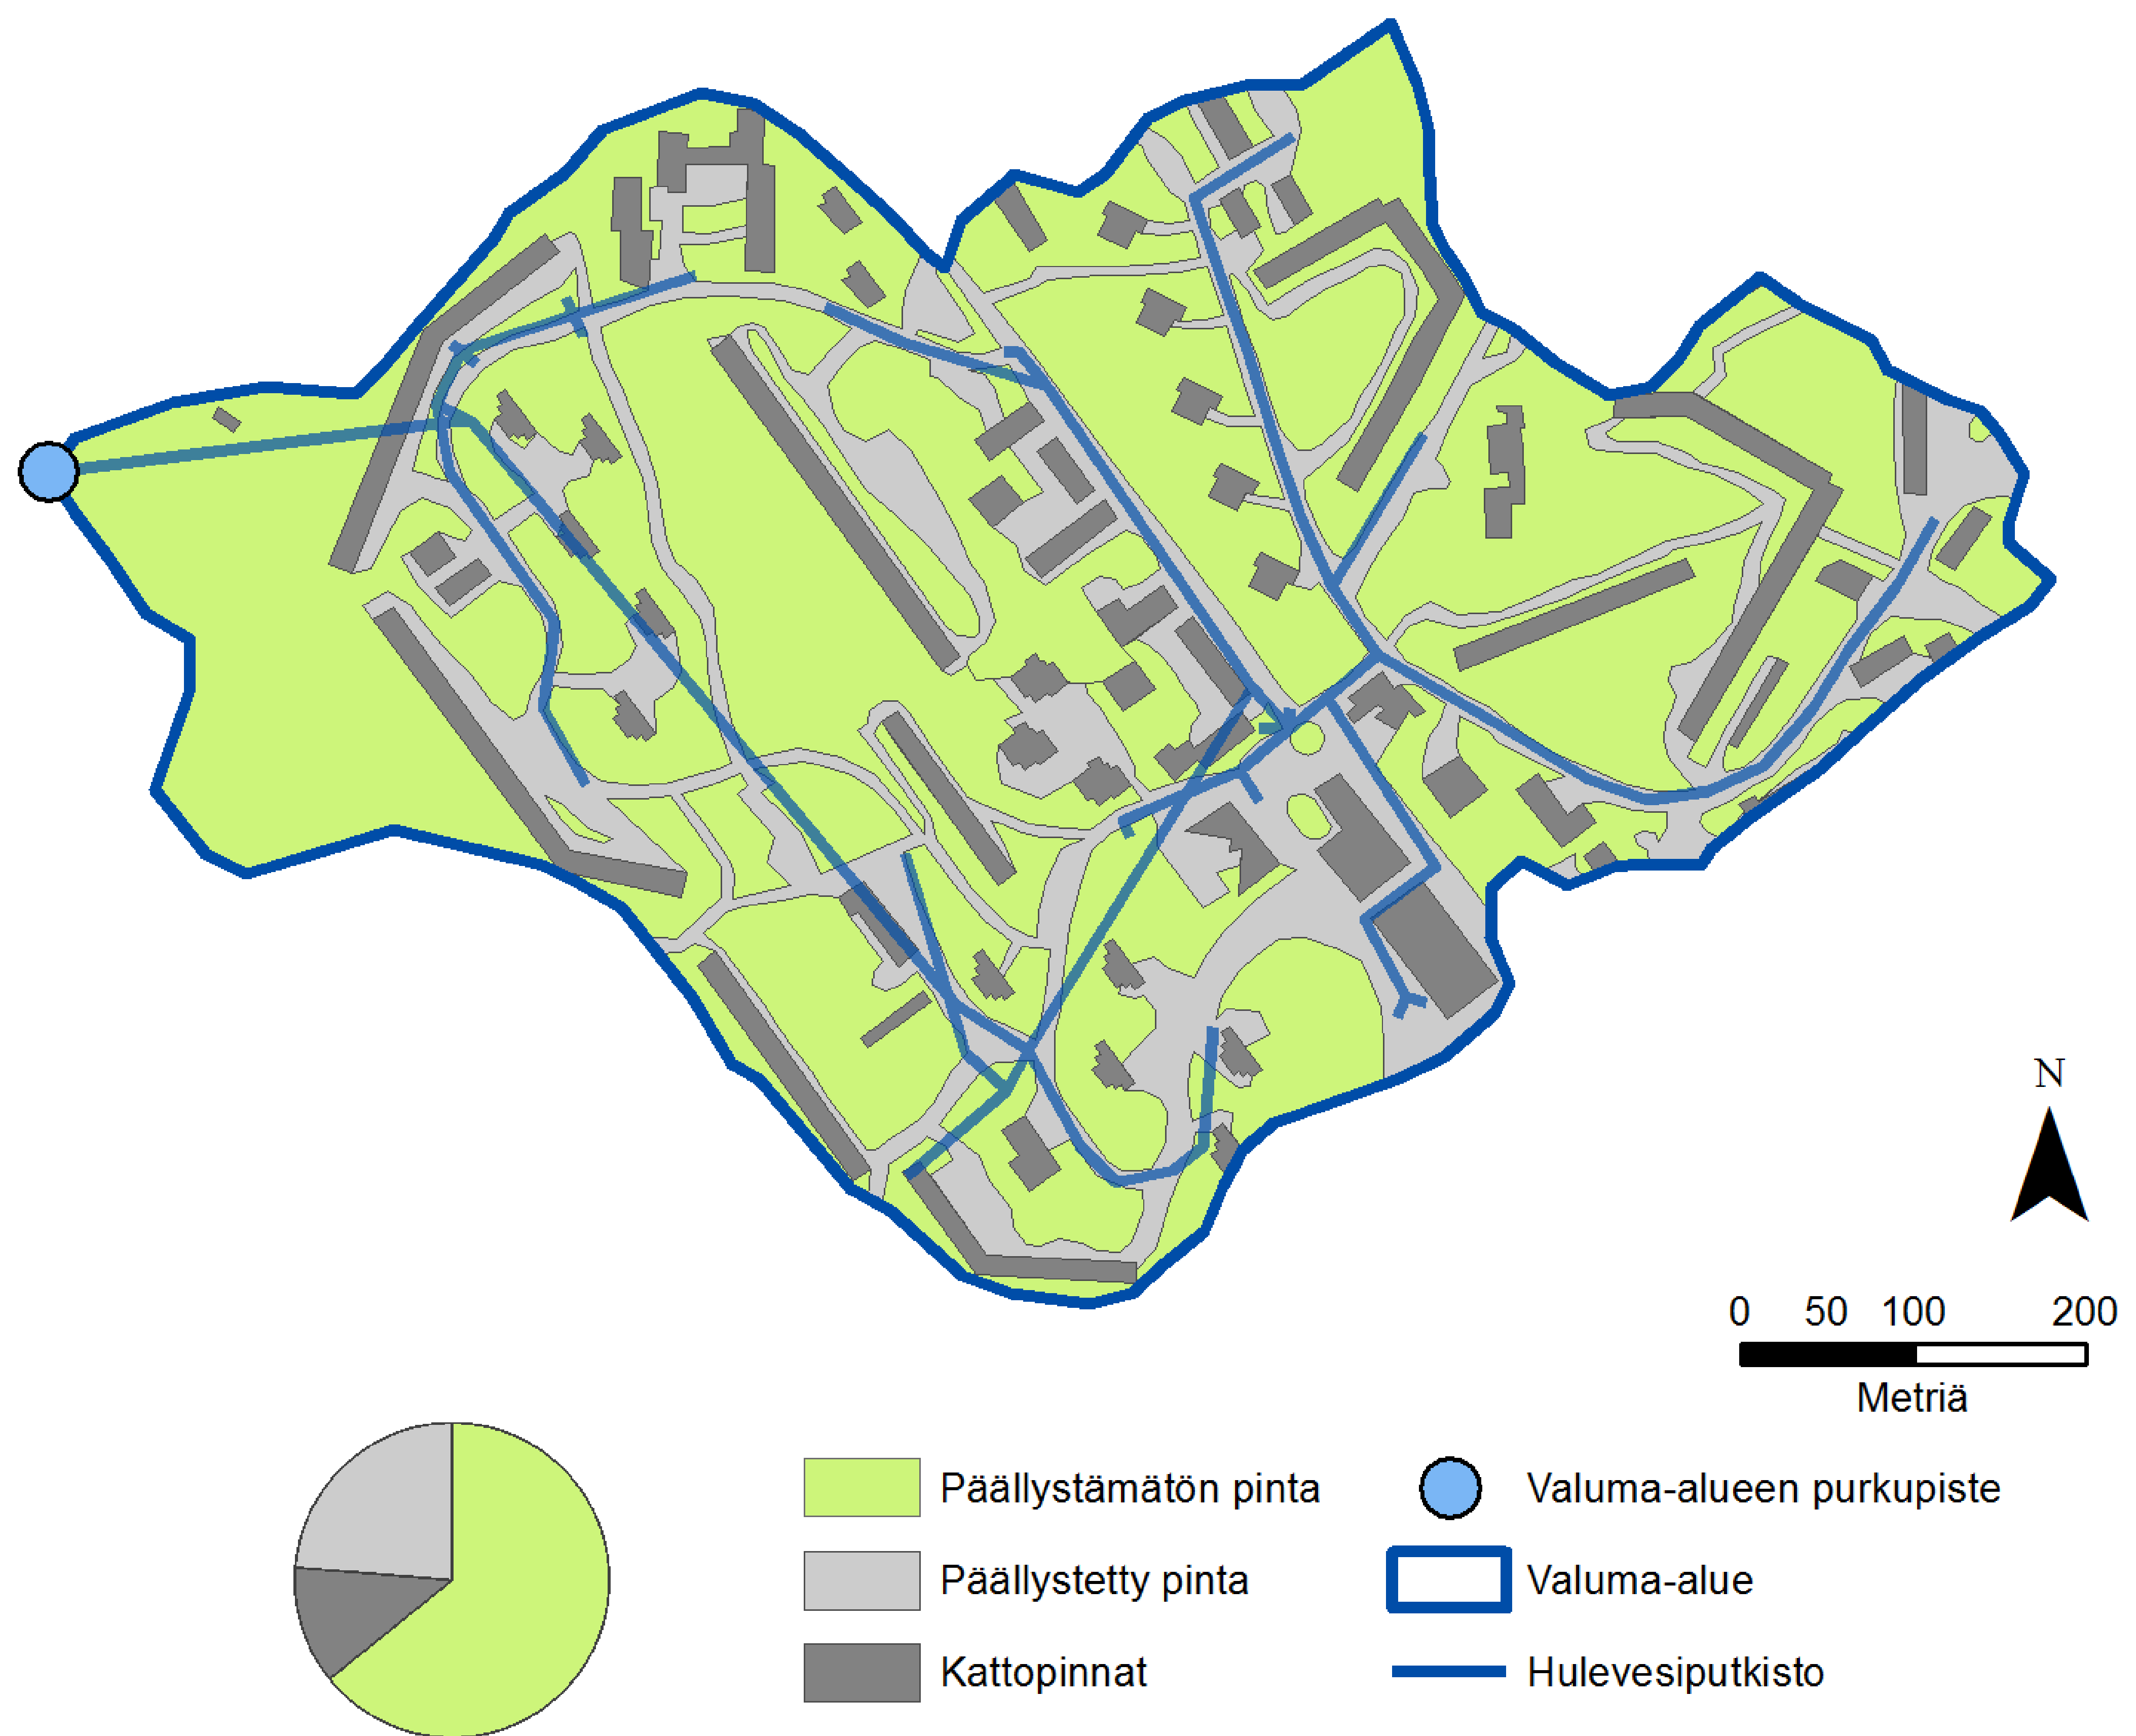 N
0 50 100 200
Metriä
Päällystämätön pinta
Päällystetty pinta
Kattopinnat
Valuma-alueen purkupiste
Valuma-alue
Hulevesiputkisto